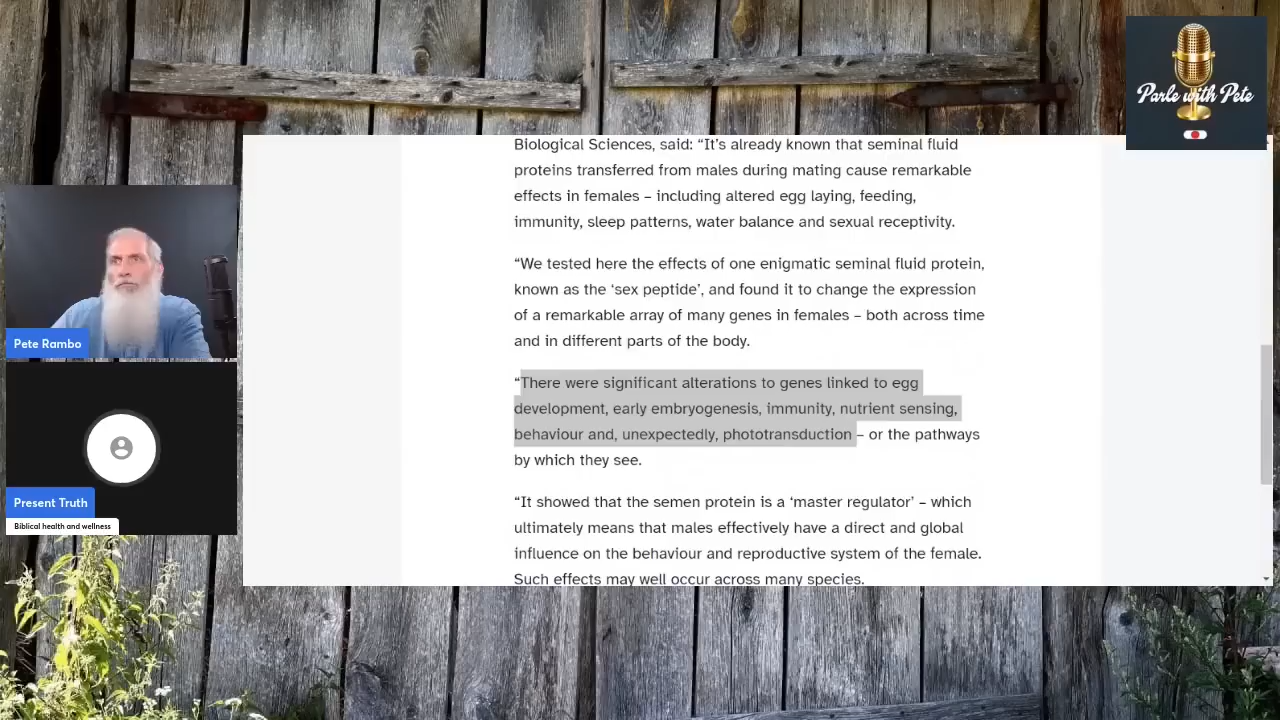 Parle with Pete
Biological Sciences, said: “It’s already known that seminal fluid
proteins transferred from males during mating cause remarkable
effects in females – including altered egg laying, feeding,
immunity, sleep patterns, water balance and sexual receptivity.
“We tested here the effects of one enigmatic seminal fluid protein,
known as the ‘sex peptide’, and found it to change the expression
of a remarkable array of many genes in females – both across time
and in different parts of the body.
“There were significant alterations to genes linked to egg
development, early embryogenesis, immunity, nutrient sensing,
behaviour and, unexpectedly, phototransduction – or the pathways
by which they see.
“It showed that the semen protein is a ‘master regulator’ – which
ultimately means that males effectively have a direct and global
influence on the behaviour and reproductive system of the female.
Such effects may well occur across many species.
Pete Rambo
Present Truth
Biblical health and wellness